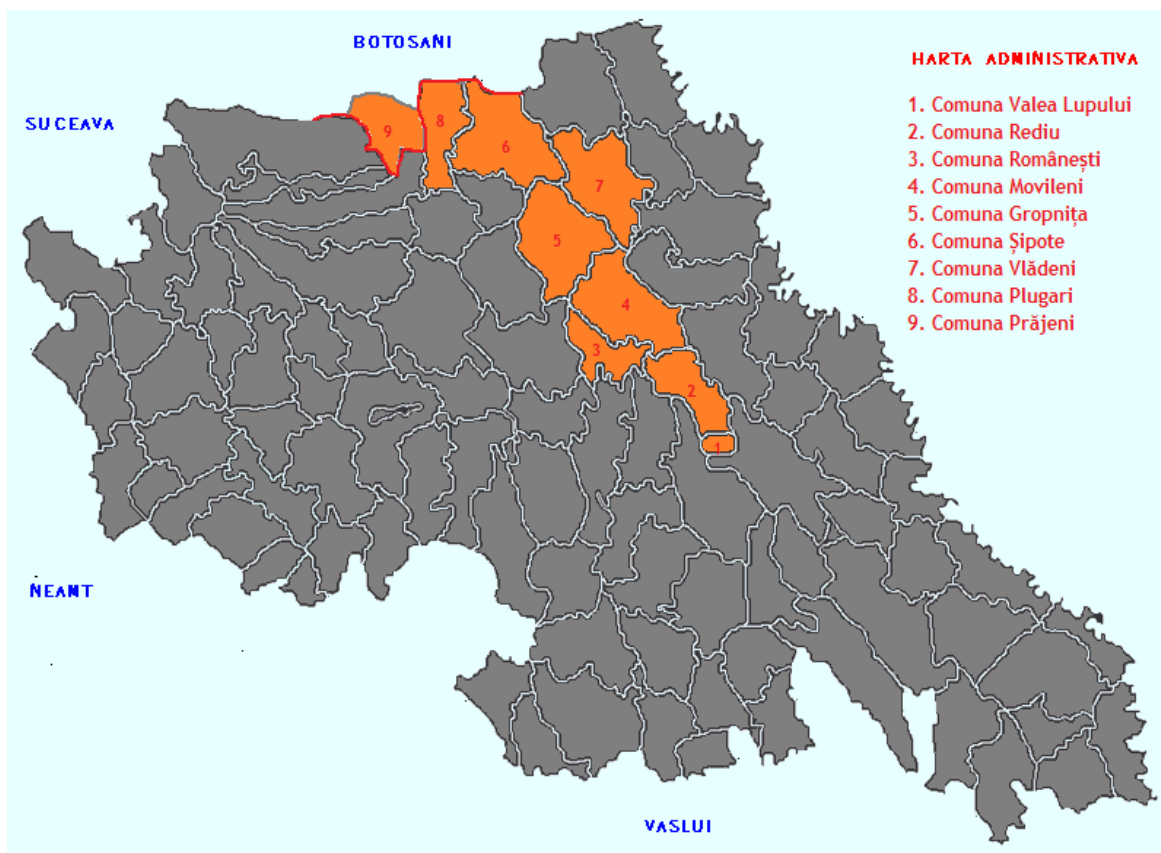 BOTOSANI
SUCEAVA
NEAMT
VASLUI
HARTA ADMINISTRATIVA
1. Comuna Valea Lupului
2. Comuna Rediu
3. Comuna Românești
4. Comuna Movileni
5. Comuna Gropnița
6. Comuna Șipote
7. Comuna Vlădeni
8. Comuna Plugari
9. Comuna Prăjeni
9
8
6
7
5
4
3
2
1